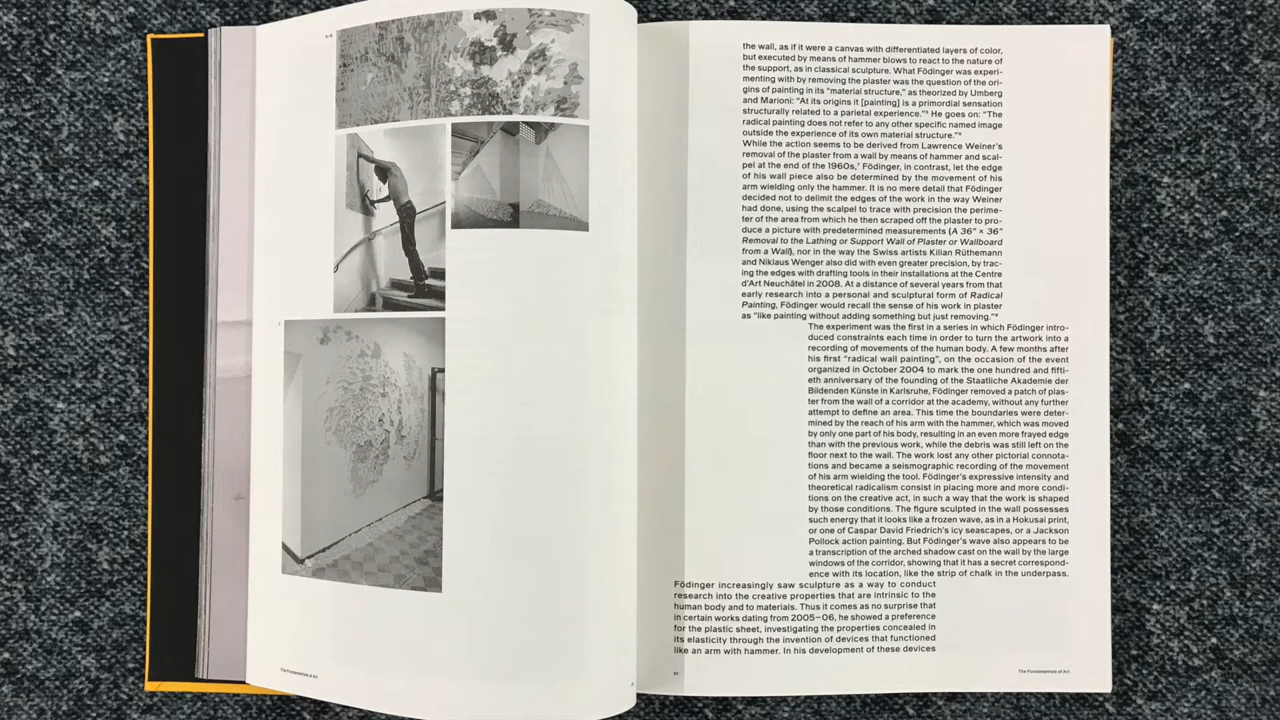 The Fundamentals of Art
the wall, as if it were a canvas with differentiated layers of color,
but executed by means of hammer blows to react to the nature of
the support, as in classical sculpture. What Födinger was experi-
menting with by removing the plaster was the question of the ori-
gins of painting in its “material structure,” as theorized by Umberg
and Marioni: “At its origins it [painting] is a primordial sensation
structurally related to a parietal experience.”⁵ He goes on: “The
radical painting does not refer to any other specific named image
outside the experience of its own material structure.”⁶
While the action seems to be derived from Lawrence Weiner’s
removal of the plaster from a wall by means of hammer and scal-
pel at the end of the 1960s,⁷ Födinger, in contrast, let the edge
of his wall piece also be determined by the movement of his
arm wielding only the hammer. It is no mere detail that Födinger
decided not to delimit the edges of the work in the way Weiner
had done, using the scalpel to trace with precision the perime-
ter of the area from which he then scraped off the plaster to pro-
duce a picture with predetermined measurements (A 36” × 36”
Removal to the Lathing or Support Wall of Plaster or Wallboard
from a Wall), nor in the way the Swiss artists Kilian Rüthemann
and Niklaus Wenger also did with even greater precision, by trac-
ing the edges with drafting tools in their installations at the Centre
d’Art Neuchâtel in 2008. At a distance of several years from that
early research into a personal and sculptural form of Radical
Painting, Födinger would recall the sense of his work in plaster
as “like painting without adding something but just removing.”⁸
The experiment was the first in a series in which Födinger intro-
duced constraints each time in order to turn the artwork into a
recording of movements of the human body. A few months after
his first “radical wall painting”, on the occasion of the event
organized in October 2004 to mark the one hundred and fifti-
eth anniversary of the founding of the Staatliche Akademie der
Bildenden Künste in Karlsruhe, Födinger removed a patch of plas-
ter from the wall of a corridor at the academy, without any further
attempt to define an area. This time the boundaries were deter-
mined by the reach of his arm with the hammer, which was moved
by only one part of his body, resulting in an even more frayed edge
than with the previous work, while the debris was still left on the
floor next to the wall. The work lost any other pictorial connota-
tions and became a seismographic recording of the movement
of his arm wielding the tool. Födinger’s expressive intensity and
theoretical radicalism consist in placing more and more condi-
tions on the creative act, in such a way that the work is shaped
by those conditions. The figure sculpted in the wall possesses
such energy that it looks like a frozen wave, as in a Hokusai print,
or one of Caspar David Friedrich’s icy seascapes, or a Jackson
Pollock action painting. But Födinger’s wave also appears to be
a transcription of the arched shadow cast on the wall by the large
windows of the corridor, showing that it has a secret correspond-
ence with its location, like the strip of chalk in the underpass.
Födinger increasingly saw sculpture as a way to conduct
research into the creative properties that are intrinsic to the
human body and to materials. Thus it comes as no surprise that
in certain works dating from 2005–06, he showed a preference
for the plastic sheet, investigating the properties concealed in
its elasticity through the invention of devices that functioned
like an arm with hammer. In his development of these devices
The Fundamentals of Art